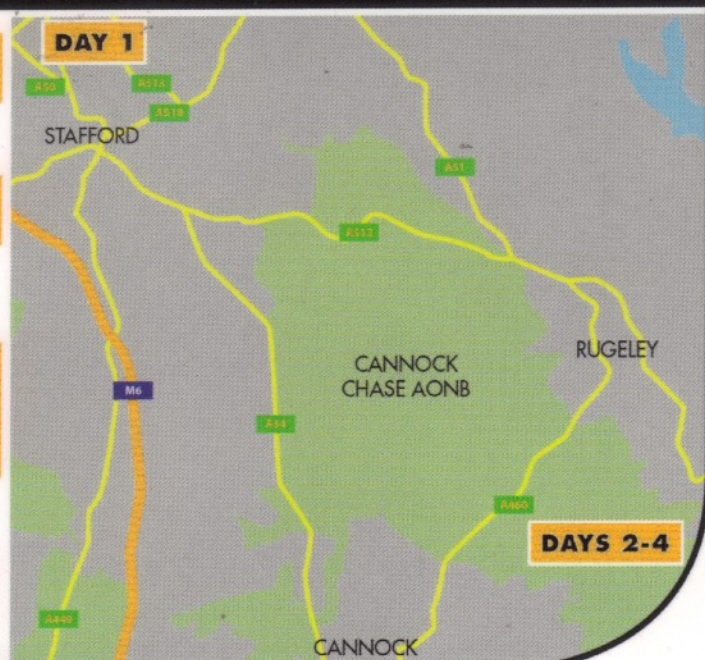 DAY 1
A50
A513
A518
STAFFORD
A51
A513
RUGELEY
CANNOCK
CHASE AONB
M6
A34
A460
DAYS 2-4
A449
CANNOCK